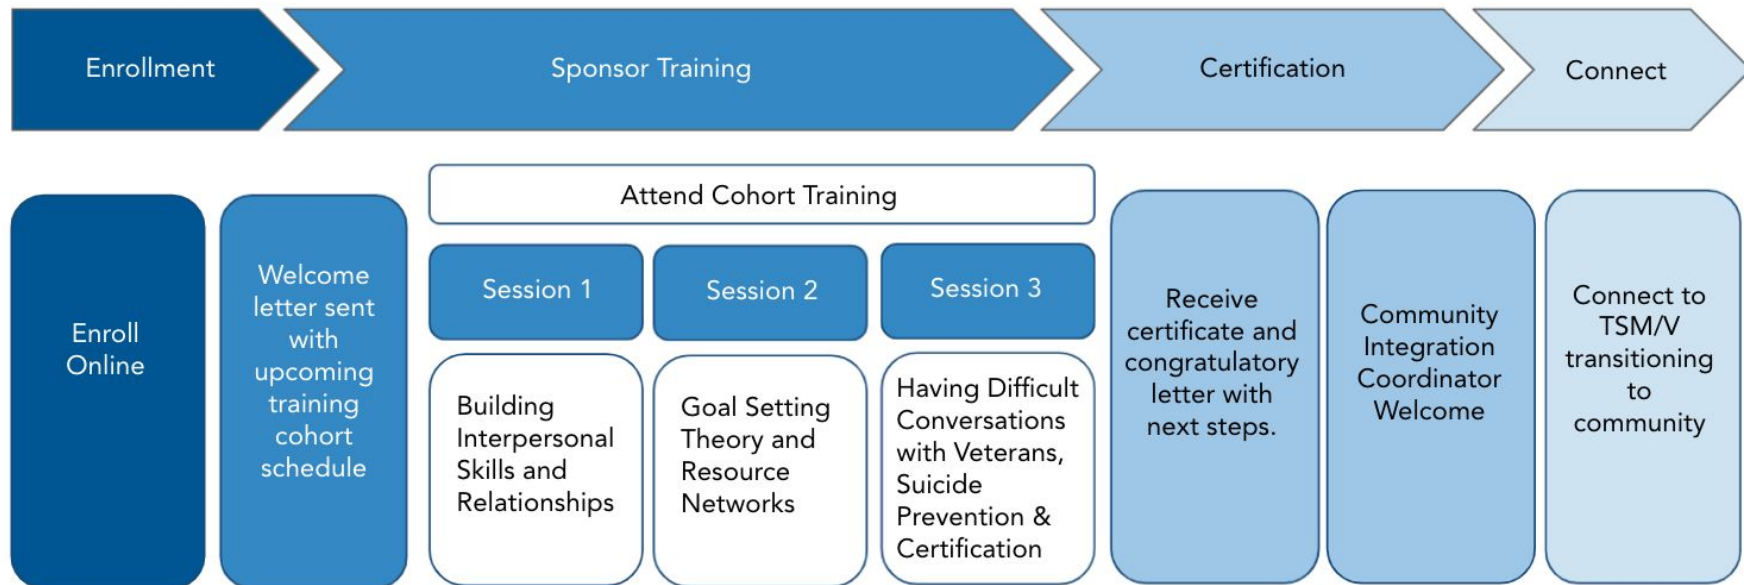 Enrollment
Sponsor Training
Certification
Connect
Enroll
Online
Welcome
letter sent
with
upcoming
training
cohort
schedule
Attend Cohort Training
Session 1
Building
Interpersonal
Skills and
Relationships
Session 2
Goal Setting
Theory and
Resource
Networks
Session 3
Having Difficult
Conversations
with Veterans,
Suicide
Prevention &
Certification
Receive
certificate and
congratulatory
letter with
next steps.
Community
Integration
Coordinator
Welcome
Connect to
TSM/V
transitioning
to
community